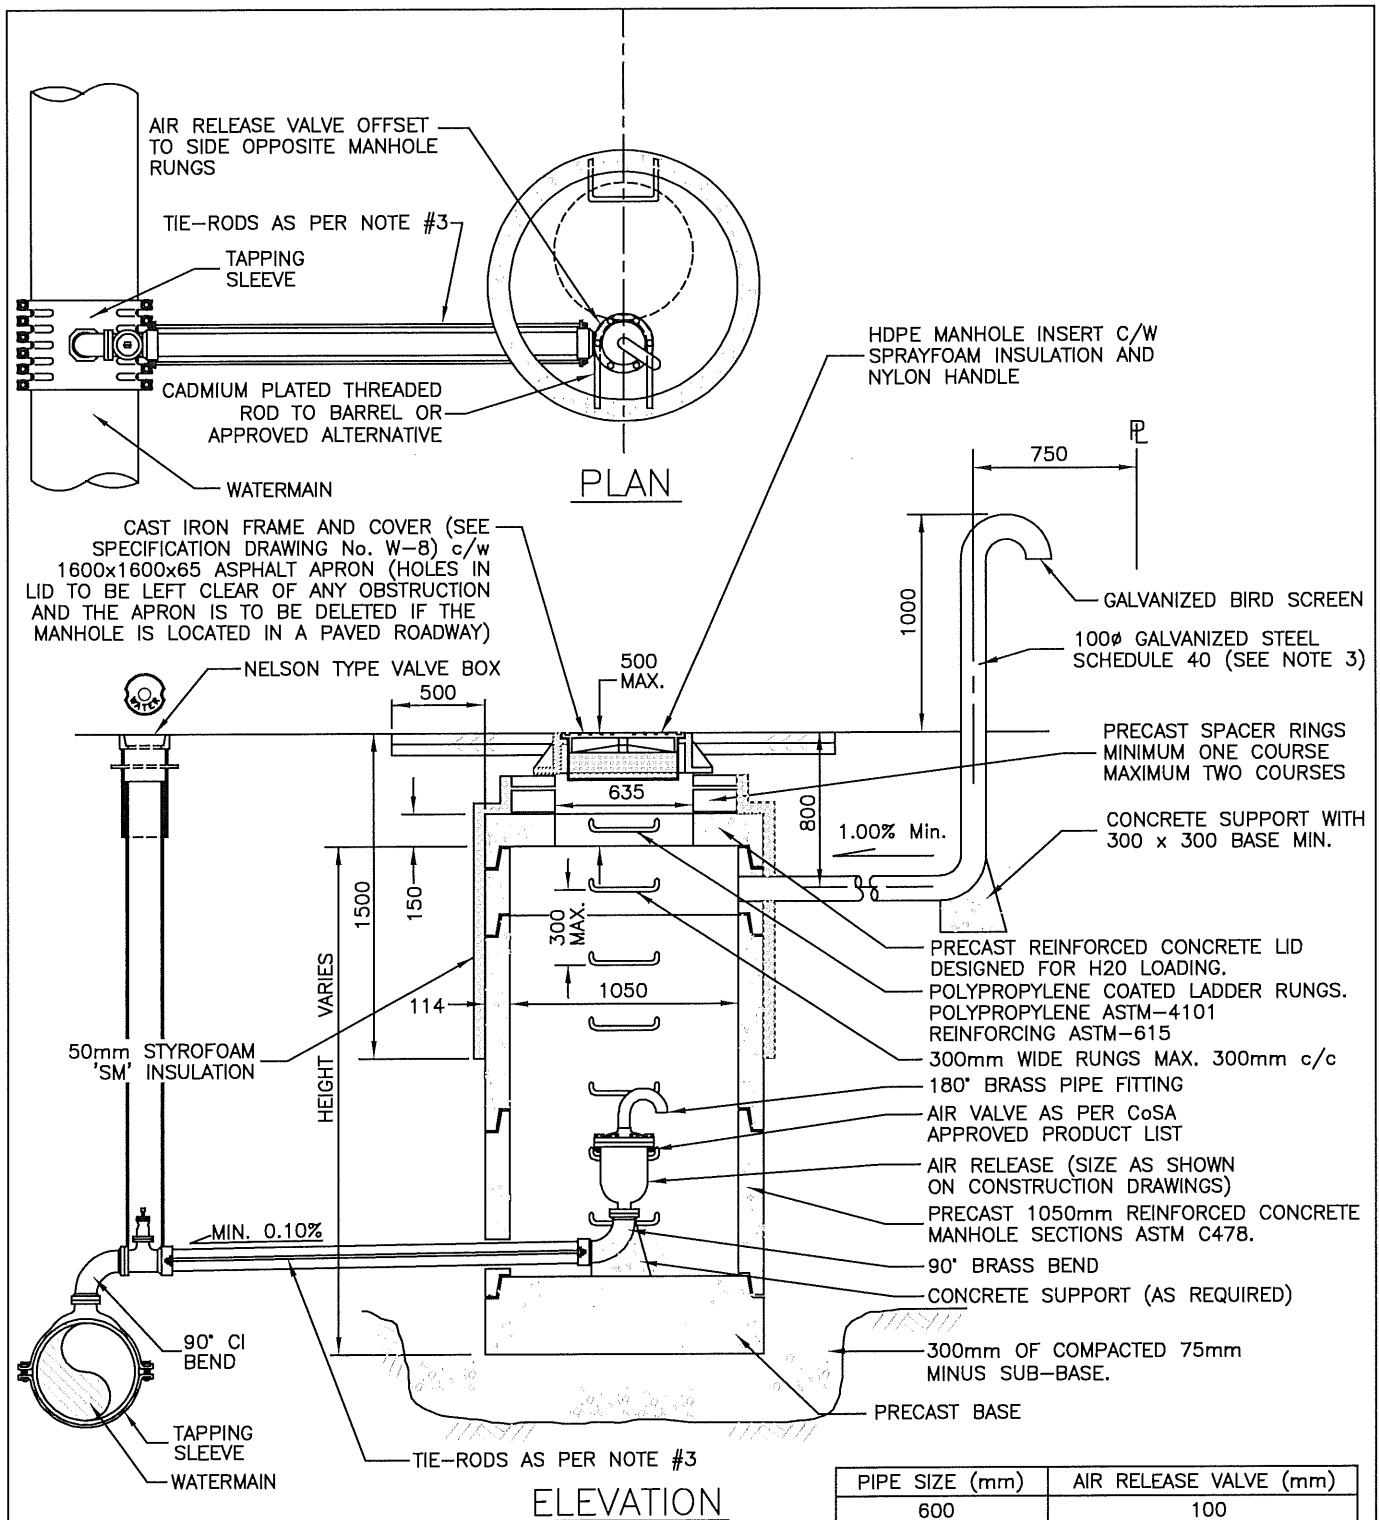 AIR RELEASE VALVE OFFSET
TO SIDE OPPOSITE MANHOLE
RUNGS
TIE-RODS AS PER NOTE #3
TAPPING
SLEEVE
CADMIUM PLATED THREADED
ROD TO BARREL OR
APPROVED ALTERNATIVE
WATERMAIN
PLAN
HDPE MANHOLE INSERT C/W
SPRAYFOAM INSULATION AND
NYLON HANDLE
PL
750
CAST IRON FRAME AND COVER (SEE
SPECIFICATION DRAWING No. W-8) c/w
1600x1600x65 ASPHALT APRON (HOLES IN
LID TO BE LEFT CLEAR OF ANY OBSTRUCTION
AND THE APRON IS TO BE DELETED IF THE
MANHOLE IS LOCATED IN A PAVED ROADWAY)
NELSON TYPE VALVE BOX
WATER
500
500
MAX.
1000
GALVANIZED BIRD SCREEN
100ø GALVANIZED STEEL
SCHEDULE 40 (SEE NOTE 3)
PRECAST SPACER RINGS
MINIMUM ONE COURSE
MAXIMUM TWO COURSES
635
800
1.00% Min.
CONCRETE SUPPORT WITH
300 x 300 BASE MIN.
1500
150
300
MAX.
HEIGHT VARIES
114
1050
50mm STYROFOAM
'SM' INSULATION
PRECAST REINFORCED CONCRETE LID
DESIGNED FOR H20 LOADING.
POLYPROPYLENE COATED LADDER RUNGS.
POLYPROPYLENE ASTM-4101
REINFORCING ASTM-615
300mm WIDE RUNGS MAX. 300mm c/c
180° BRASS PIPE FITTING
AIR VALVE AS PER CoSA
APPROVED PRODUCT LIST
AIR RELEASE (SIZE AS SHOWN
ON CONSTRUCTION DRAWINGS)
PRECAST 1050mm REINFORCED CONCRETE
MANHOLE SECTIONS ASTM C478.
90° BRASS BEND
CONCRETE SUPPORT (AS REQUIRED)
300mm OF COMPACTED 75mm
MINUS SUB-BASE.
PRECAST BASE
MIN. 0.10%
90° CI
BEND
TAPPING
SLEEVE
WATERMAIN
TIE-RODS AS PER NOTE #3
ELEVATION
PIPE SIZE (mm) AIR RELEASE VALVE (mm)
600 100